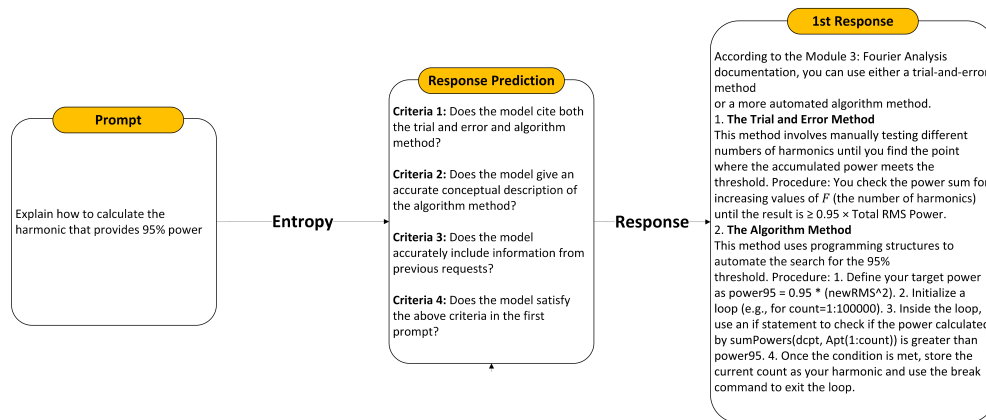 Prompt
Explain how to calculate the
harmonic that provides 95% power
Entropy
Response Prediction
Criteria 1: Does the model cite both
the trial and error and algorithm
method?
Criteria 2: Does the model give an
accurate conceptual description of
the algorithm method?
Criteria 3: Does the model
accurately include information from
previous requests?
Criteria 4: Does the model satisfy
the above criteria in the first
prompt?
Response
1st Response
According to the Module 3: Fourier Analysis
documentation, you can use either a trial-and-error
method
or a more automated algorithm method.
1. The Trial and Error Method
This method involves manually testing different
numbers of harmonics until you find the point
where the accumulated power meets the
threshold. Procedure: You check the power sum for
increasing values of F (the number of harmonics)
until the result is ≥ 0.95 × Total RMS Power.
2. The Algorithm Method
This method uses programming structures to
automate the search for the 95%
threshold. Procedure: 1. Define your target power
as power95 = 0.95 * (newRMS^2). 2. Initialize a
loop (e.g., for count=1:100000). 3. Inside the loop,
use an if statement to check if the power calculated
by sumPowers(dcpt, Apt(1:count)) is greater than
power95. 4. Once the condition is met, store the
current count as your harmonic and use the break
command to exit the loop.